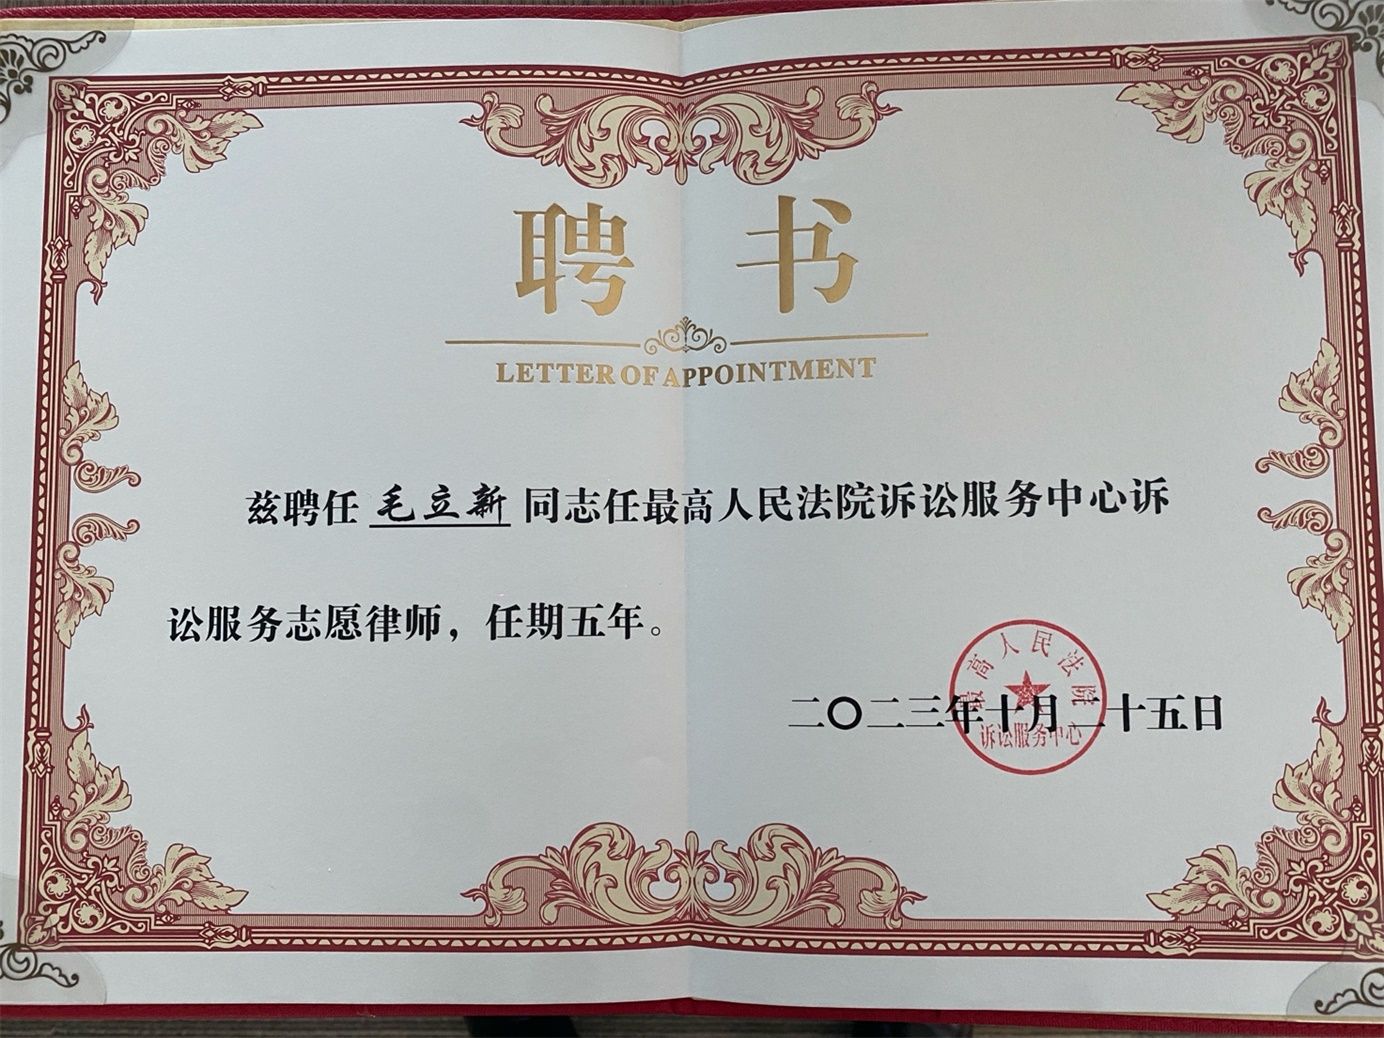 聘书
LETTER OF APPOINTMENT
兹聘任 毛立新 同志任最高人民法院诉讼服务中心诉
讼服务志愿律师，任期五年。
最高人民法院
二〇二三年十月二十五日
诉讼服务中心